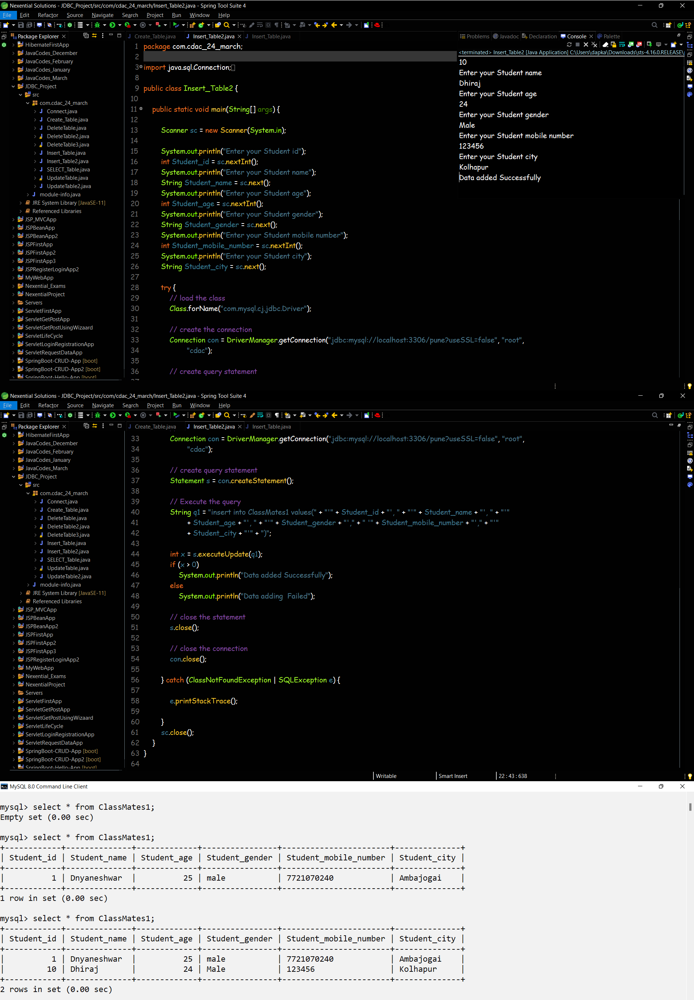 Nexential Solutions - JDBC_Project/src/com/cdac_24_march/Insert_Table2.java - Spring Tool Suite 4
File Edit Refactor Source Navigate Search Project Run Window Help
Package Explorer
Create_Table.java Insert_Table2.java Insert_Table.java
Problems Javadoc Declaration Console Palette
HibernateFirstApp
JavaCodes_December
JavaCodes_February
JavaCodes_January
JavaCodes_March
JDBC_Project
src
com.cdac_24_march
Connect.java
Create_Table.java
DeleteTable.java
DeleteTable2.java
DeleteTable3.java
Insert_Table.java
Insert_Table2.java
SELECT_Table.java
UpdateTable.java
UpdateTable2.java
module-info.java
JRE System Library [JavaSE-11]
Referenced Libraries
JSP_MVCApp
JSPBeanApp
JSPBeanApp2
JSPFirstApp
JSPFirstApp2
JSPFirstApp3
JSPRegisterLoginApp2
MyWebApp
Nexential_Exams
NexentialProject
Servers
ServletFirstApp
ServletGetPostApp
ServletGetPostUsingWizaard
ServletLifeCycle
ServletLoginRegistrationApp
ServletRequestDataApp
SpringBoot-CRUD-App [boot]
SpringBoot-CRUD-App2 [boot]
SpringBoot-Hello-App [boot]
1 package com.cdac_24_march;
2
3 import java.sql.Connection;
8
9 public class Insert_Table2 {
10
11 public static void main(String[] args) {
12
13 Scanner sc = new Scanner(System.in);
14
15 System.out.println("Enter your Student id");
16 int Student_id = sc.nextInt();
17 System.out.println("Enter your Student name");
18 String Student_name = sc.next();
19 System.out.println("Enter your Student age");
20 int Student_age = sc.nextInt();
21 System.out.println("Enter your Student gender");
22 String Student_gender = sc.next();
23 System.out.println("Enter your Student mobile number");
24 int Student_mobile_number = sc.nextInt();
25 System.out.println("Enter your Student city");
26 String Student_city = sc.next();
27
28 try {
29 // load the class
30 Class.forName("com.mysql.cj.jdbc.Driver");
31
32 // create the connection
33 Connection con = DriverManager.getConnection("jdbc:mysql://localhost:3306/pune?useSSL=false", "root",
34 "cdac");
35
36 // create query statement
<terminated> Insert_Table2 [Java Application] C:\Users\dapka\Downloads\sts-4.16.0.RELEASE\
10
Enter your Student name
Dhiraj
Enter your Student age
24
Enter your Student gender
Male
Enter your Student mobile number
123456
Enter your Student city
Kolhapur
Data added Successfully
Nexential Solutions - JDBC_Project/src/com/cdac_24_march/Insert_Table2.java - Spring Tool Suite 4
File Edit Refactor Source Navigate Search Project Run Window Help
Package Explorer
Create_Table.java Insert_Table2.java Insert_Table.java
HibernateFirstApp
JavaCodes_December
JavaCodes_February
JavaCodes_January
JavaCodes_March
JDBC_Project
src
com.cdac_24_march
Connect.java
Create_Table.java
DeleteTable.java
DeleteTable2.java
DeleteTable3.java
Insert_Table.java
Insert_Table2.java
SELECT_Table.java
UpdateTable.java
UpdateTable2.java
module-info.java
JRE System Library [JavaSE-11]
Referenced Libraries
JSP_MVCApp
JSPBeanApp
JSPBeanApp2
JSPFirstApp
JSPFirstApp2
JSPFirstApp3
JSPRegisterLoginApp2
MyWebApp
Nexential_Exams
NexentialProject
Servers
ServletFirstApp
ServletGetPostApp
ServletGetPostUsingWizaard
ServletLifeCycle
ServletLoginRegistrationApp
ServletRequestDataApp
SpringBoot-CRUD-App [boot]
SpringBoot-CRUD-App2 [boot]
SpringBoot-Hello-App [boot]
33 Connection con = DriverManager.getConnection("jdbc:mysql://localhost:3306/pune?useSSL=false", "root",
34 "cdac");
35
36 // create query statement
37 Statement s = con.createStatement();
38
39 // Execute the query
40 String q1 = "insert into ClassMates1 values(" + "'" + Student_id + "', " + "'" + Student_name + "', " + "'"
41 + Student_age + "', " + "'" + Student_gender + "'," + " '" + Student_mobile_number + "'," + "'"
42 + Student_city + "'" + ")";
43
44 int x = s.executeUpdate(q1);
45 if (x > 0)
46 System.out.println("Data added Successfully");
47 else
48 System.out.println("Data adding  Failed");
49
50 // close the statement
51 s.close();
52
53 // close the connection
54 con.close();
55
56 } catch (ClassNotFoundException | SQLException e) {
57
58 e.printStackTrace();
59
60 }
61 sc.close();
62 }
63 }
64
Writable Smart Insert 22 : 43 : 638
MySQL 8.0 Command Line Client
mysql> select * from ClassMates1;
Empty set (0.00 sec)
mysql> select * from ClassMates1;
+------------+--------------+-------------+----------------+-----------------------+--------------+
| Student_id | Student_name | Student_age | Student_gender | Student_mobile_number | Student_city |
+------------+--------------+-------------+----------------+-----------------------+--------------+
| 1 | Dnyaneshwar | 25 | male | 7721070240 | Ambajogai |
+------------+--------------+-------------+----------------+-----------------------+--------------+
1 row in set (0.00 sec)
mysql> select * from ClassMates1;
+------------+--------------+-------------+----------------+-----------------------+--------------+
| Student_id | Student_name | Student_age | Student_gender | Student_mobile_number | Student_city |
+------------+--------------+-------------+----------------+-----------------------+--------------+
| 1 | Dnyaneshwar | 25 | male | 7721070240 | Ambajogai |
| 10 | Dhiraj | 24 | Male | 123456 | Kolhapur |
+------------+--------------+-------------+----------------+-----------------------+--------------+
2 rows in set (0.00 sec)